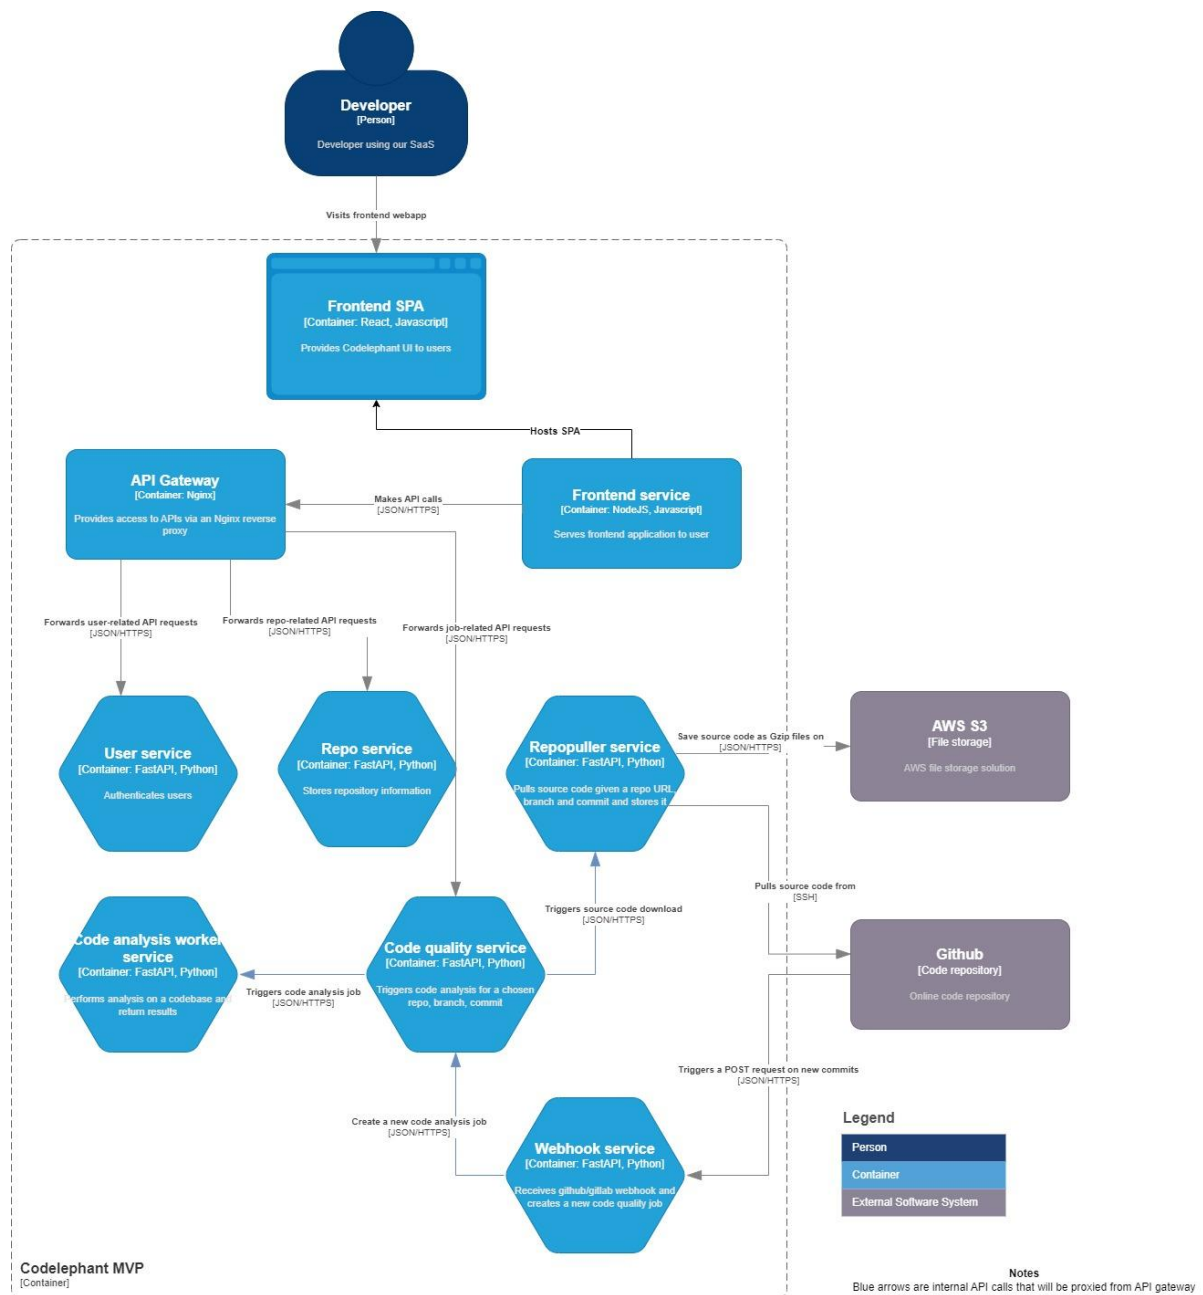 Developer
[Person]
Developer using our SaaS
Visits frontend webapp
Frontend SPA
[Container: React, Javascript]
Provides Codelephant UI to users
Hosts SPA
API Gateway
[Container: Nginx]
Provides access to APIs via an Nginx reverse
proxy
Makes API calls
[JSON/HTTPS]
Frontend service
[Container: NodeJS, Javascript]
Serves frontend application to user
Forwards user-related API requests
[JSON/HTTPS]
Forwards repo-related API requests
[JSON/HTTPS]
Forwards job-related API requests
[JSON/HTTPS]
User service
[Container: FastAPI, Python]
Authenticates users
Repo service
[Container: FastAPI, Python]
Stores repository information
Repopuller service
[Container: FastAPI, Python]
Pulls source code given a repo URL,
branch and commit and stores it
Save source code as Gzip files on
[JSON/HTTPS]
AWS S3
[File storage]
AWS file storage solution
Pulls source code from
[SSH]
Triggers source code download
[JSON/HTTPS]
Code analysis worker
service
[Container: FastAPI, Python]
Performs analysis on a codebase and
return results
Triggers code analysis job
[JSON/HTTPS]
Code quality service
[Container: FastAPI, Python]
Triggers code analysis for a chosen
repo, branch, commit
Github
[Code repository]
Online code repository
Triggers a POST request on new commits
[JSON/HTTPS]
Create a new code analysis job
[JSON/HTTPS]
Webhook service
[Container: FastAPI, Python]
Receives github/gitlab webhook and
creates a new code quality job
Legend
Person
Container
External Software System
Codelephant MVP
[Container]
Notes
Blue arrows are internal API calls that will be proxied from API gateway